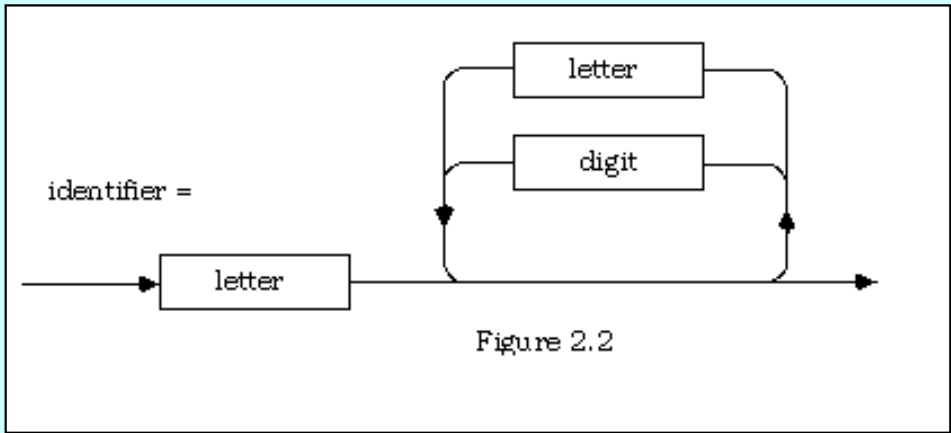 letter
digit
identifier =
letter
Figure 2.2